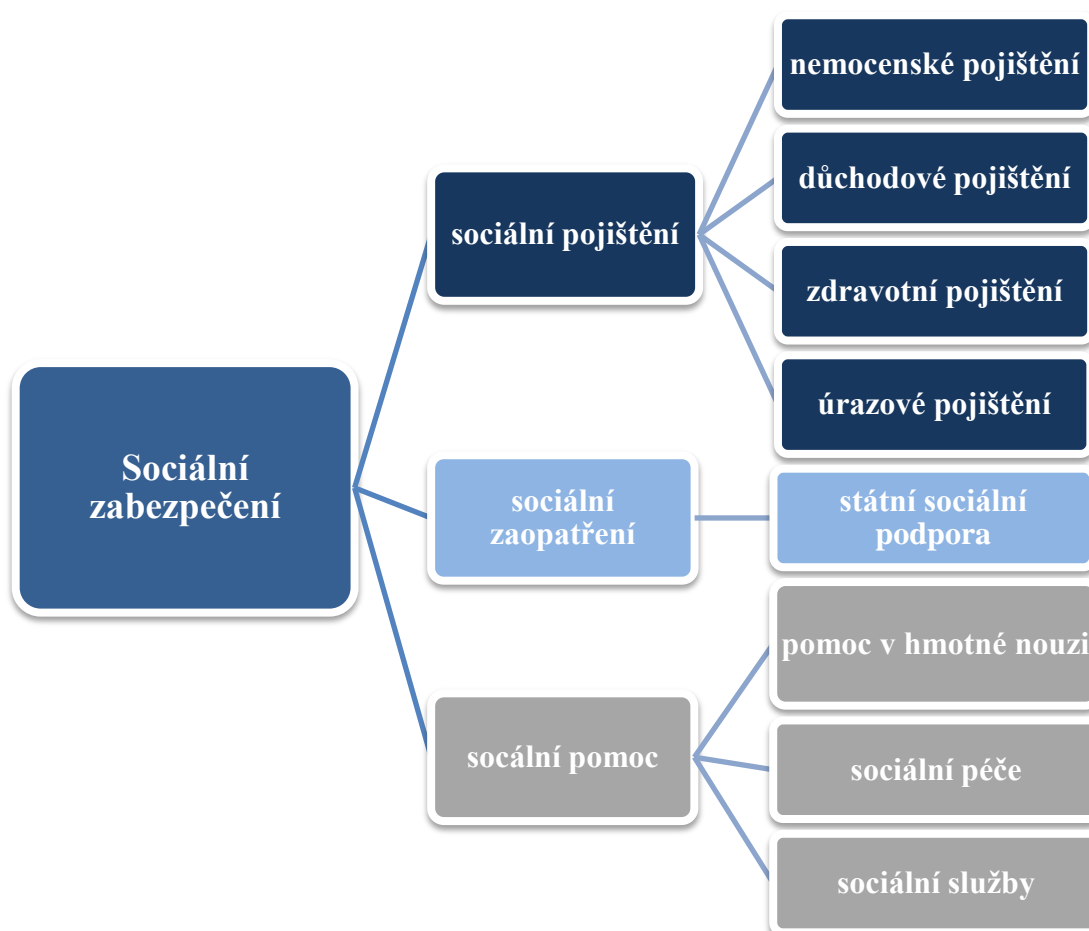 Sociální
zabezpečení
sociální pojištění
nemocenské pojištění
důchodové pojištění
zdravotní pojištění
úrazové pojištění
sociální
zaopatření
státní sociální
podpora
socální pomoc
pomoc v hmotné nouzi
sociální péče
sociální služby